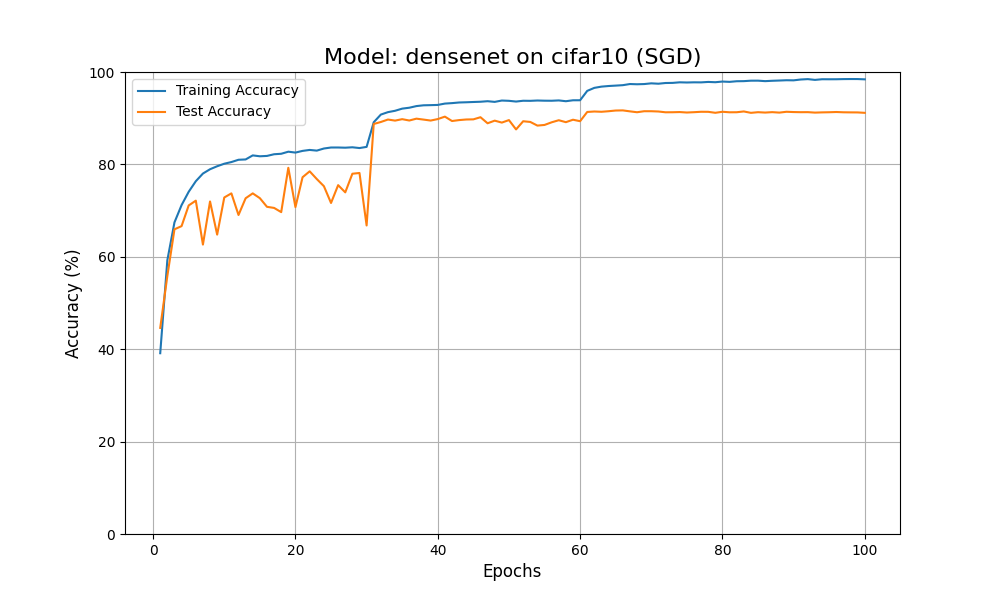 Model: densenet on cifar10 (SGD)
Training Accuracy
Test Accuracy
Accuracy (%)
100
80
60
40
20
0
0 20 40 60 80 100
Epochs